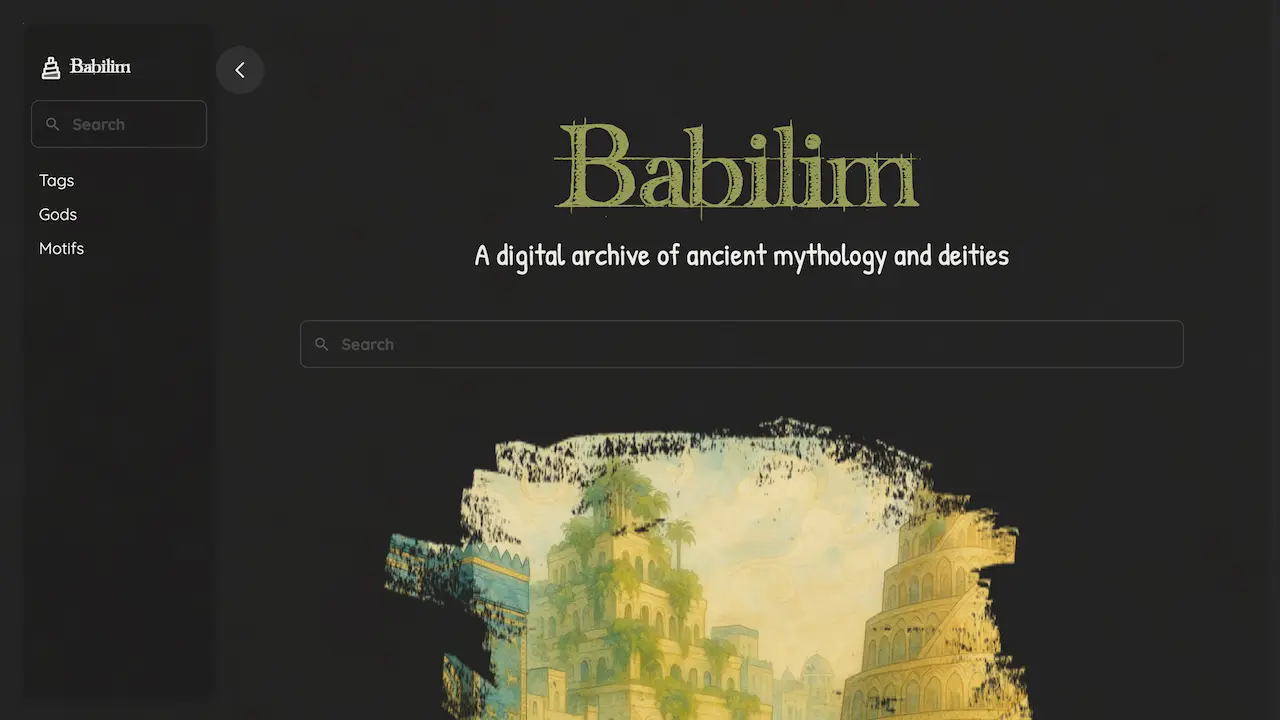 Babilim
Search
Tags
Gods
Motifs
Babilim
A digital archive of ancient mythology and deities
Search